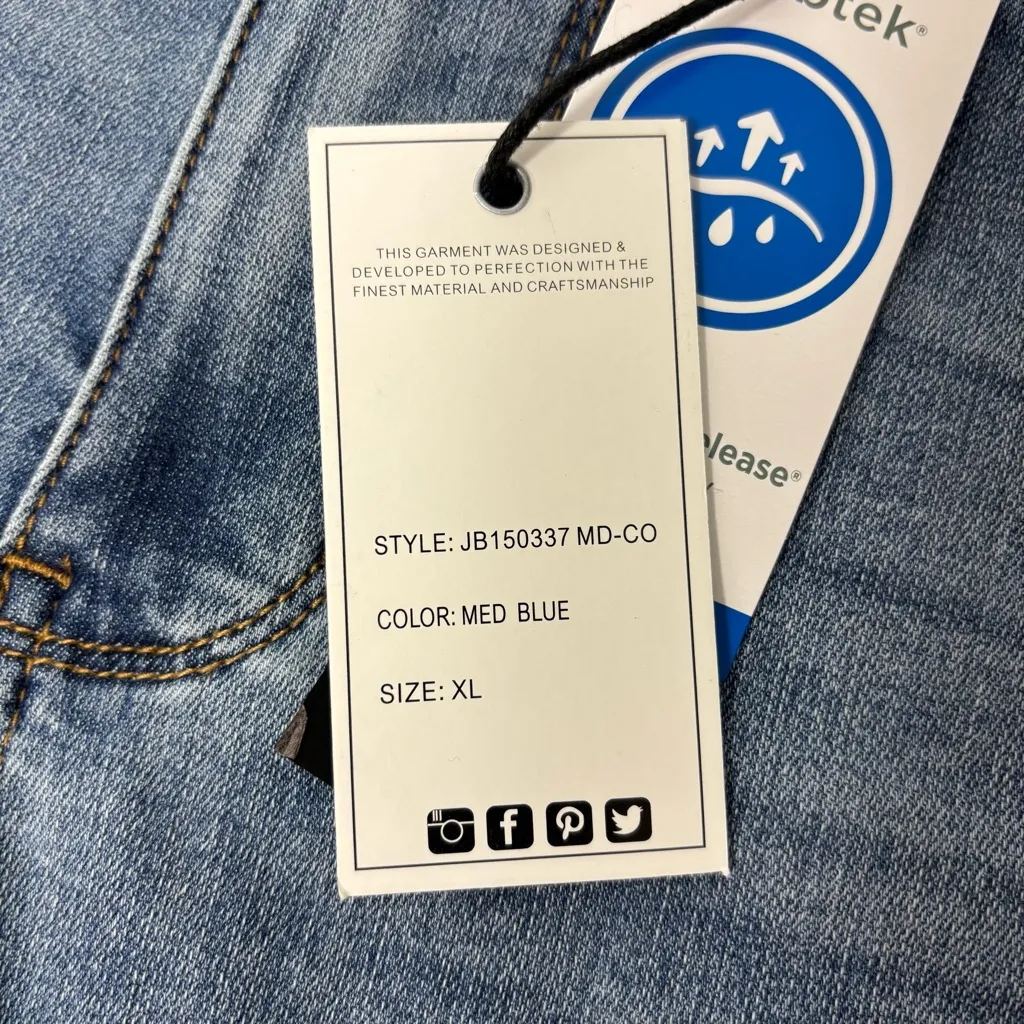 THIS GARMENT WAS DESIGNED &
DEVELOPED TO PERFECTION WITH THE
FINEST MATERIAL AND CRAFTSMANSHIP
STYLE: JB150337 MD-CO
COLOR: MED BLUE
SIZE: XL